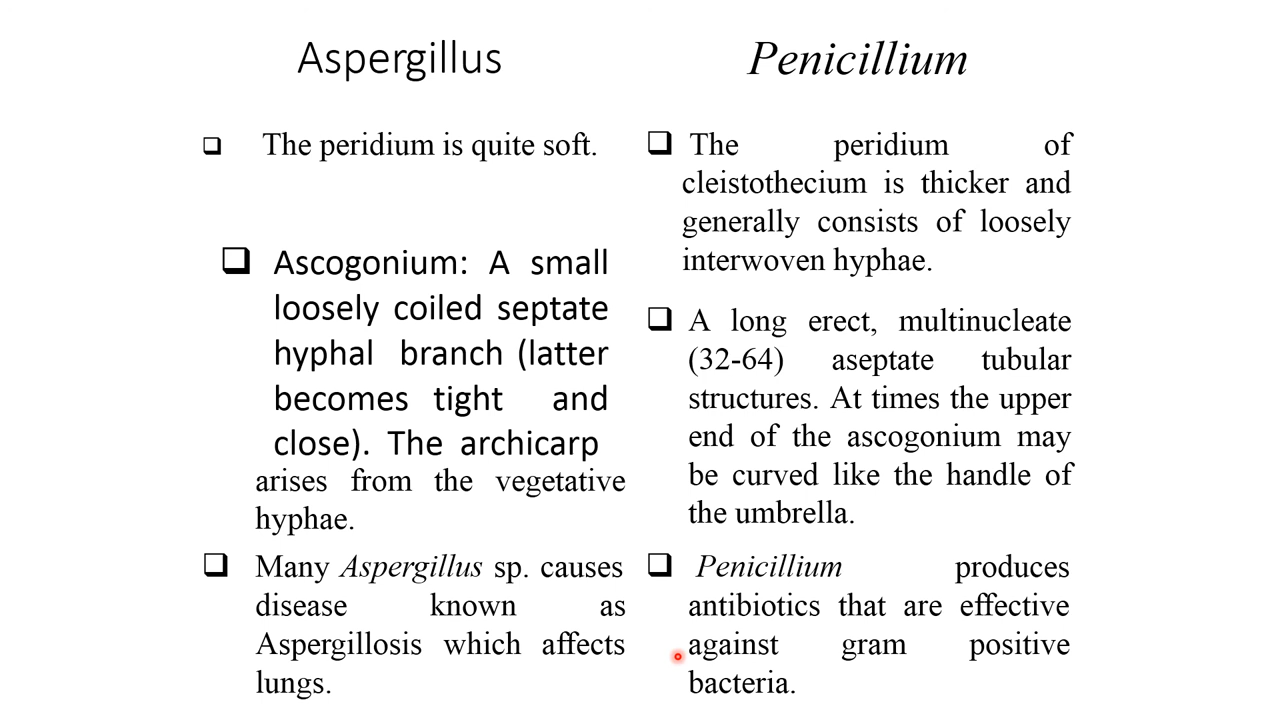 Aspergillus
❑ The peridium is quite soft.
❑ Ascogonium: A small
loosely coiled septate
hyphal branch (latter
becomes tight and
close). The archicarp
arises from the vegetative
hyphae.
❑ Many Aspergillus sp. causes
disease known as
Aspergillosis which affects
lungs.
Penicillium
❑ The peridium of
cleistothecium is thicker and
generally consists of loosely
interwoven hyphae.
❑ A long erect, multinucleate
(32-64) aseptate tubular
structures. At times the upper
end of the ascogonium may
be curved like the handle of
the umbrella.
❑ Penicillium produces
antibiotics that are effective
against gram positive
bacteria.